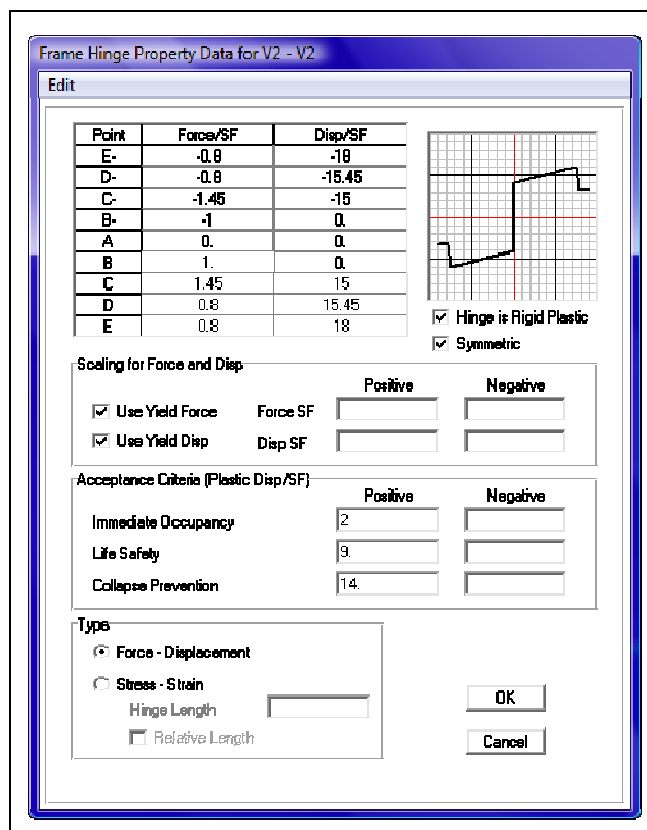 Frame Hinge Property Data for V2 - V2
Edit
Point Force/SF Disp/SF
E- -0.8 -18
D- -0.8 -15.45
C- -1.45 -15
B- -1 0.
A 0. 0.
B 1. 0.
C 1.45 15
D 0.8 15.45
E 0.8 18
Hinge is Rigid Plastic
Symmetric
Scaling for Force and Disp
Positive Negative
Use Yield Force Force SF
Use Yield Disp Disp SF
Acceptance Criteria (Plastic Disp/SF)
Positive Negative
Immediate Occupancy 2
Life Safety 9.
Collapse Prevention 14.
Type
Force - Displacement
Stress - Strain
Hinge Length
Relative Length
OK
Cancel